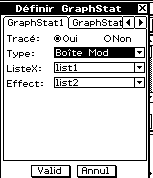 Définir GraphStat
GraphStat1 GraphStat
Tracé: Oui Non
Type: Boîte Mod
ListeX: list1
Effect: list2
Valid Annul